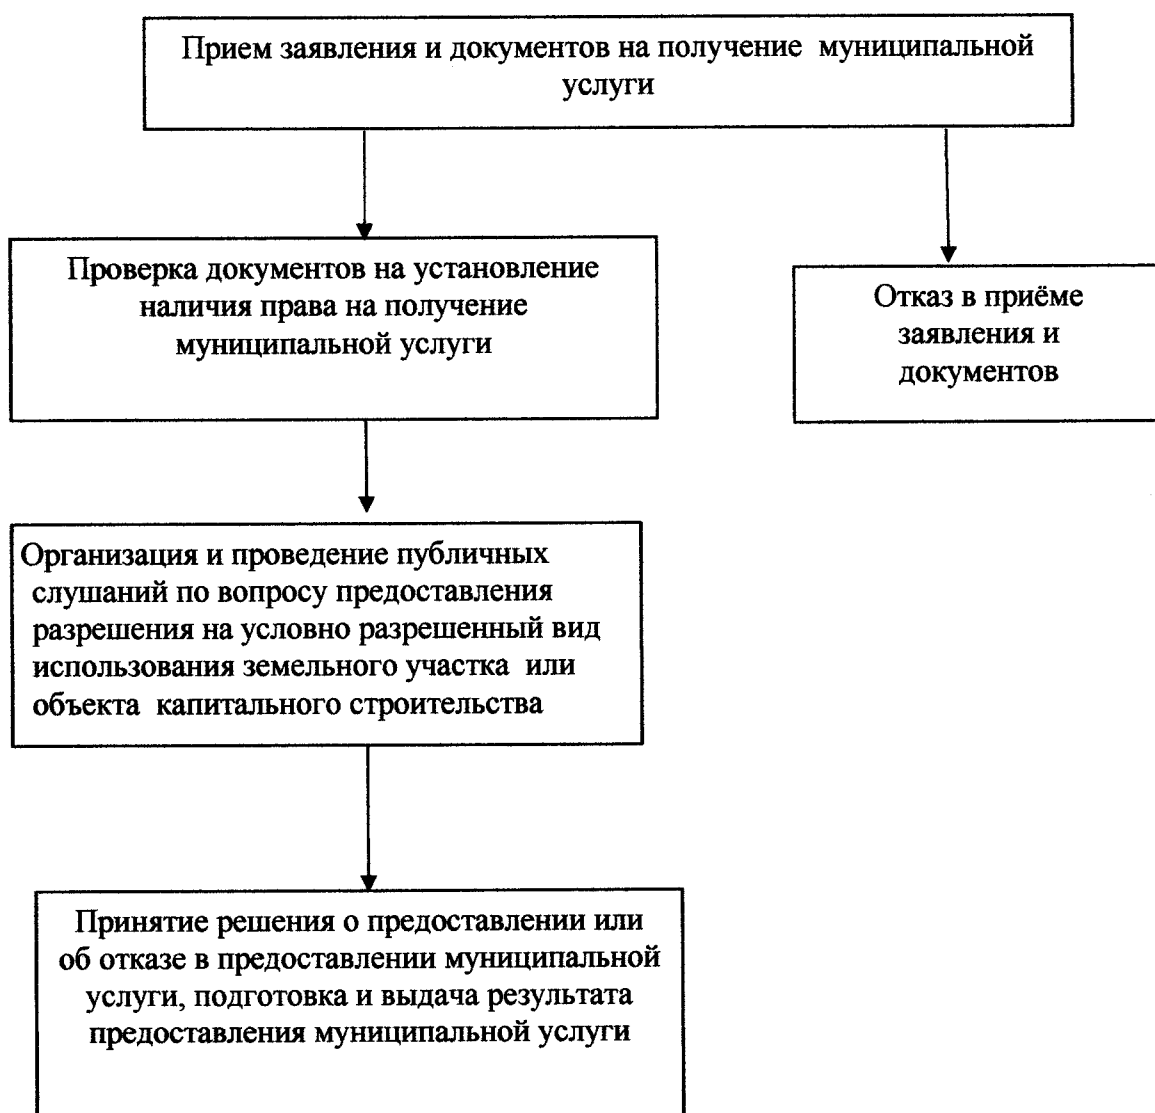 Прием заявления и документов на получение муниципальной
услуги
Проверка документов на установление
наличия права на получение
муниципальной услуги
Отказ в приёме
заявления и
документов
Организация и проведение публичных
слушаний по вопросу предоставления
разрешения на условно разрешенный вид
использования земельного участка или
объекта капитального строительства
Принятие решения о предоставлении или
об отказе в предоставлении муниципальной
услуги, подготовка и выдача результата
предоставления муниципальной услуги